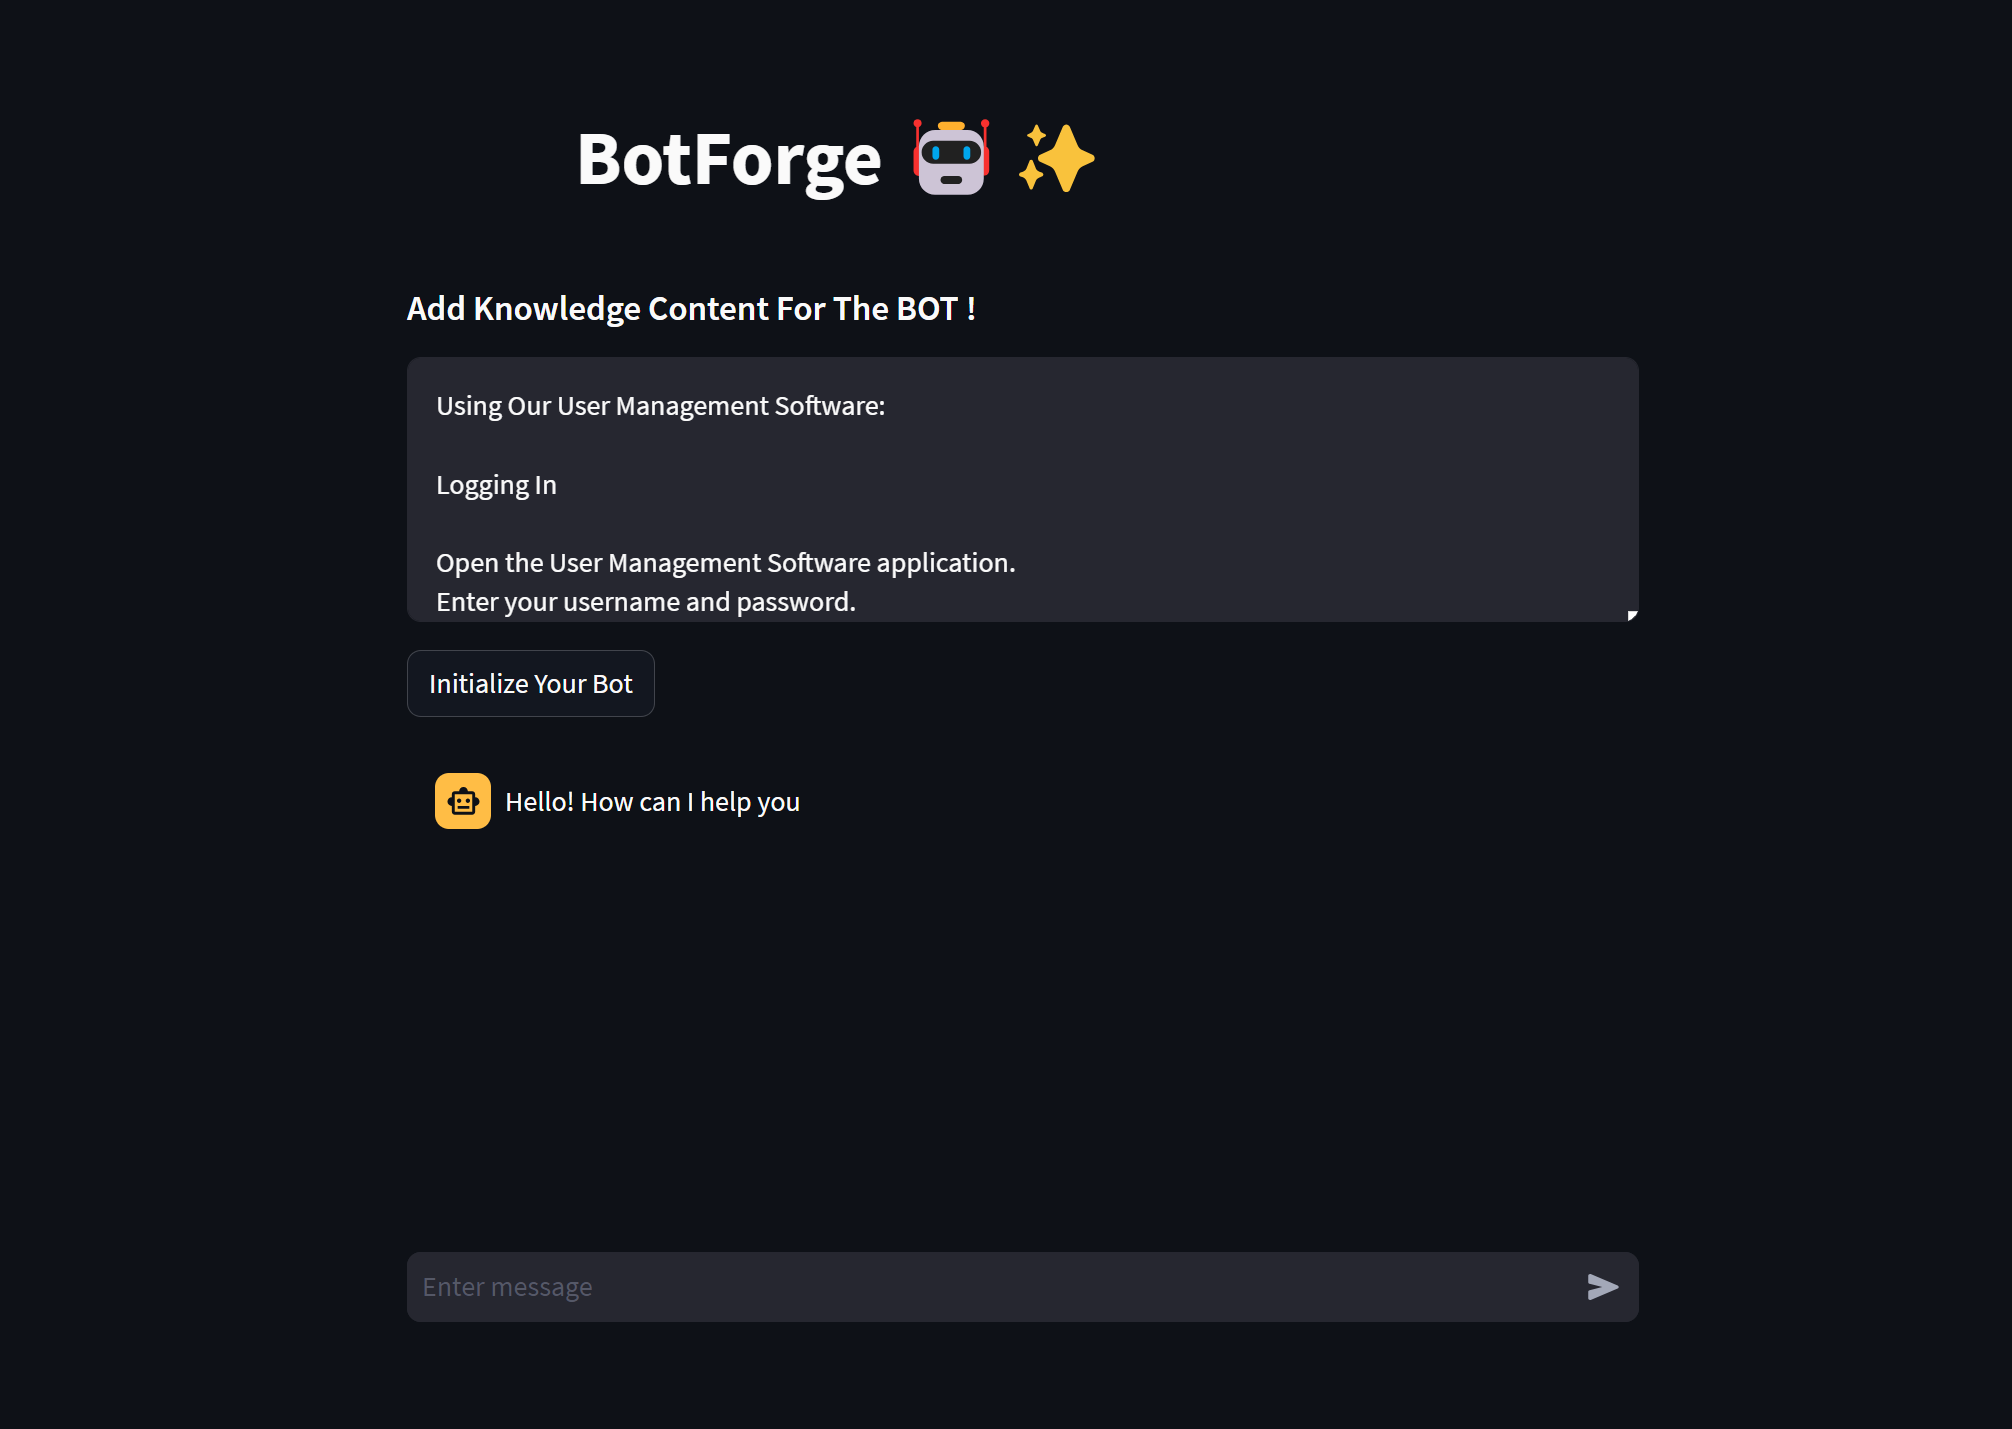 BotForge
Add Knowledge Content For The BOT !
Using Our User Management Software:
Logging In
Open the User Management Software application.
Enter your username and password.
Initialize Your Bot
Hello! How can I help you
Enter message